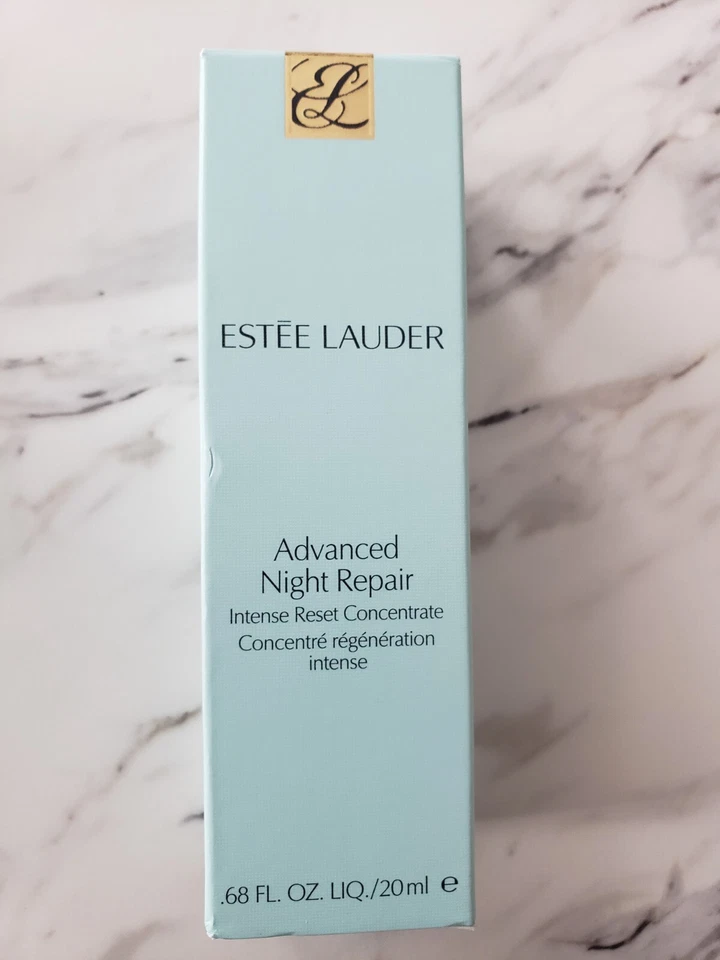 EL
ESTĒE LAUDER
Advanced
Night Repair
Intense Reset Concentrate
Concentré régénération
intense
.68 FL. OZ. LIQ./20ml ℮